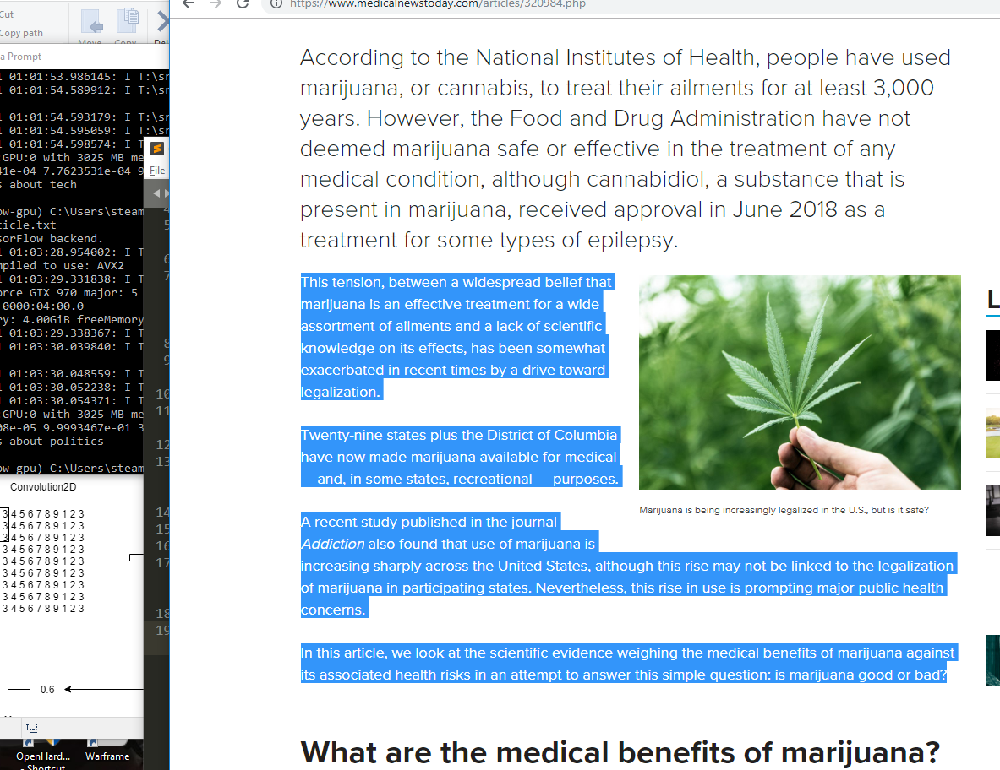 Cut
Copy path
Move
Copy
a Prompt
01:01:53.986145: I T:\sr
01:01:54.589912: I T:\sr
01:01:54.593179: I T:\sr
01:01:54.595059: I T:\sr
01:01:54.598574: I T
GPU:0 with 3025 MB me
41e-04 7.7623531e-04 9
s about tech
ow-gpu) C:\Users\steam
ticle.txt
sorFlow backend.
01:03:28.954002: I T
mpiled to use: AVX2
01:03:29.331838: I T
orce GTX 970 major: 5
0000:04:00.0
ry: 4.00GiB freeMemory
01:03:29.338367: I T
01:03:30.039840: I T
01:03:30.048559: I T
01:03:30.052238: I T
01:03:30.054371: I T
GPU:0 with 3025 MB me
08e-05 9.9993467e-01 3
s about politics
ow-gpu) C:\Users\steam
Convolution2D
3 4 5 6 7 8 9 1 2 3
3 4 5 6 7 8 9 1 2 3
3 4 5 6 7 8 9 1 2 3
3 4 5 6 7 8 9 1 2 3
3 4 5 6 7 8 9 1 2 3
3 4 5 6 7 8 9 1 2 3
3 4 5 6 7 8 9 1 2 3
3 4 5 6 7 8 9 1 2 3
3 4 5 6 7 8 9 1 2 3
0.6
OpenHard...
- Shortcut
Warframe
File
4
5
6
7
8
9
10
11
12
13
14
15
16
17
18
19
https://www.medicalnewstoday.com/articles/320984.php
According to the National Institutes of Health, people have used
marijuana, or cannabis, to treat their ailments for at least 3,000
years. However, the Food and Drug Administration have not
deemed marijuana safe or effective in the treatment of any
medical condition, although cannabidiol, a substance that is
present in marijuana, received approval in June 2018 as a
treatment for some types of epilepsy.
This tension, between a widespread belief that
marijuana is an effective treatment for a wide
assortment of ailments and a lack of scientific
knowledge on its effects, has been somewhat
exacerbated in recent times by a drive toward
legalization.
Twenty-nine states plus the District of Columbia
have now made marijuana available for medical
— and, in some states, recreational — purposes.
Marijuana is being increasingly legalized in the U.S., but is it safe?
A recent study published in the journal
Addiction also found that use of marijuana is
increasing sharply across the United States, although this rise may not be linked to the legalization
of marijuana in participating states. Nevertheless, this rise in use is prompting major public health
concerns.
In this article, we look at the scientific evidence weighing the medical benefits of marijuana against
its associated health risks in an attempt to answer this simple question: is marijuana good or bad?
What are the medical benefits of marijuana?
L